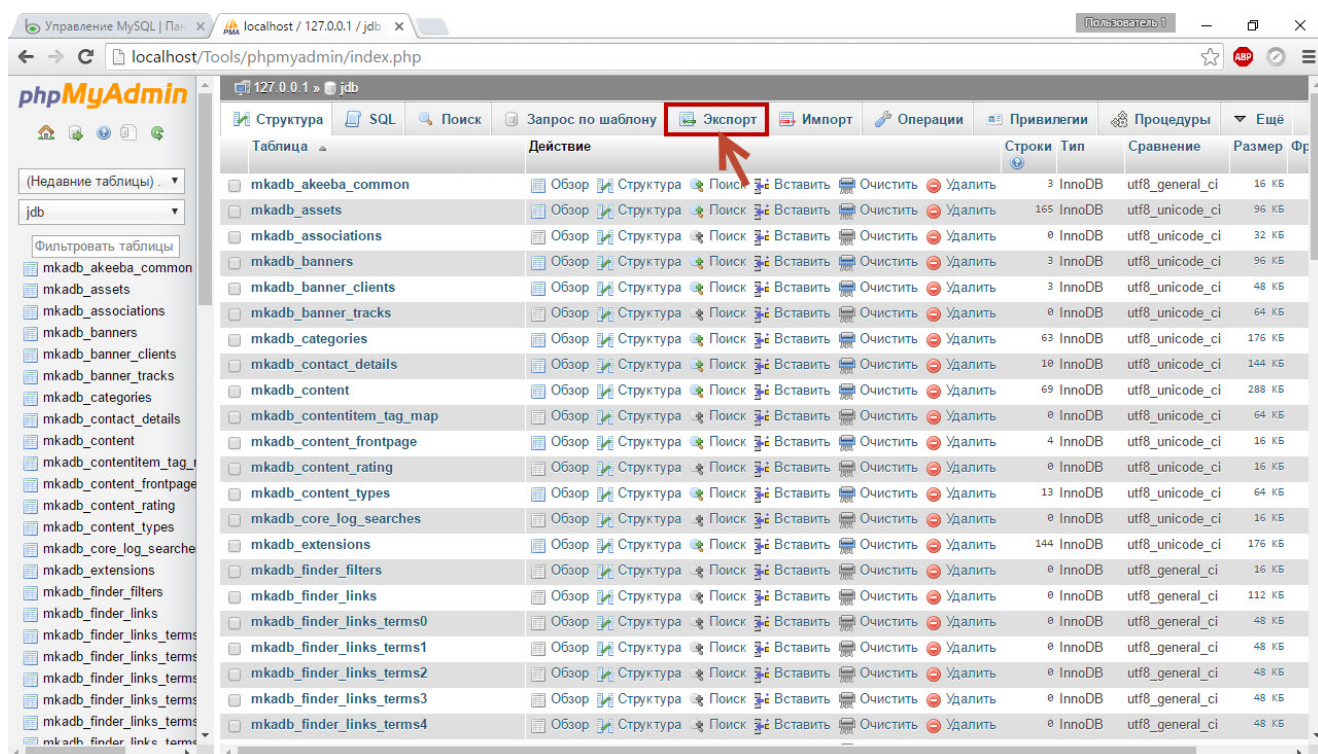 Управление MySQL | Пан
localhost / 127.0.0.1 / jdb
Пользователь 1
localhost/Tools/phpmyadmin/index.php
ABP
phpMyAdmin
(Недавние таблицы) .
jdb
Фильтровать таблицы
mkadb_akeeba_common
mkadb_assets
mkadb_associations
mkadb_banners
mkadb_banner_clients
mkadb_banner_tracks
mkadb_categories
mkadb_contact_details
mkadb_content
mkadb_contentitem_tag_
mkadb_content_frontpage
mkadb_content_rating
mkadb_content_types
mkadb_core_log_searche
mkadb_extensions
mkadb_finder_filters
mkadb_finder_links
mkadb_finder_links_terms
mkadb_finder_links_terms
mkadb_finder_links_terms
mkadb_finder_links_terms
mkadb_finder_links_terms
mkadb_finder_links_terms
127.0.0.1 » jdb
Структура SQL Поиск Запрос по шаблону Экспорт Импорт Операции Привилегии Процедуры Ещё
Таблица Действие Строки Тип Сравнение Размер Фр
mkadb_akeeba_common Обзор Структура Поиск Вставить Очистить Удалить 3 InnoDB utf8_general_ci 16 КБ
mkadb_assets Обзор Структура Поиск Вставить Очистить Удалить 165 InnoDB utf8_unicode_ci 96 КБ
mkadb_associations Обзор Структура Поиск Вставить Очистить Удалить 0 InnoDB utf8_unicode_ci 32 КБ
mkadb_banners Обзор Структура Поиск Вставить Очистить Удалить 3 InnoDB utf8_unicode_ci 96 КБ
mkadb_banner_clients Обзор Структура Поиск Вставить Очистить Удалить 3 InnoDB utf8_unicode_ci 48 КБ
mkadb_banner_tracks Обзор Структура Поиск Вставить Очистить Удалить 0 InnoDB utf8_unicode_ci 64 КБ
mkadb_categories Обзор Структура Поиск Вставить Очистить Удалить 63 InnoDB utf8_unicode_ci 176 КБ
mkadb_contact_details Обзор Структура Поиск Вставить Очистить Удалить 10 InnoDB utf8_unicode_ci 144 КБ
mkadb_content Обзор Структура Поиск Вставить Очистить Удалить 69 InnoDB utf8_unicode_ci 288 КБ
mkadb_contentitem_tag_map Обзор Структура Поиск Вставить Очистить Удалить 0 InnoDB utf8_unicode_ci 64 КБ
mkadb_content_frontpage Обзор Структура Поиск Вставить Очистить Удалить 4 InnoDB utf8_unicode_ci 16 КБ
mkadb_content_rating Обзор Структура Поиск Вставить Очистить Удалить 0 InnoDB utf8_unicode_ci 16 КБ
mkadb_content_types Обзор Структура Поиск Вставить Очистить Удалить 13 InnoDB utf8_unicode_ci 64 КБ
mkadb_core_log_searches Обзор Структура Поиск Вставить Очистить Удалить 0 InnoDB utf8_unicode_ci 16 КБ
mkadb_extensions Обзор Структура Поиск Вставить Очистить Удалить 144 InnoDB utf8_unicode_ci 176 КБ
mkadb_finder_filters Обзор Структура Поиск Вставить Очистить Удалить 0 InnoDB utf8_general_ci 16 КБ
mkadb_finder_links Обзор Структура Поиск Вставить Очистить Удалить 0 InnoDB utf8_general_ci 112 КБ
mkadb_finder_links_terms0 Обзор Структура Поиск Вставить Очистить Удалить 0 InnoDB utf8_general_ci 48 КБ
mkadb_finder_links_terms1 Обзор Структура Поиск Вставить Очистить Удалить 0 InnoDB utf8_general_ci 48 КБ
mkadb_finder_links_terms2 Обзор Структура Поиск Вставить Очистить Удалить 0 InnoDB utf8_general_ci 48 КБ
mkadb_finder_links_terms3 Обзор Структура Поиск Вставить Очистить Удалить 0 InnoDB utf8_general_ci 48 КБ
mkadb_finder_links_terms4 Обзор Структура Поиск Вставить Очистить Удалить 0 InnoDB utf8_general_ci 48 КБ